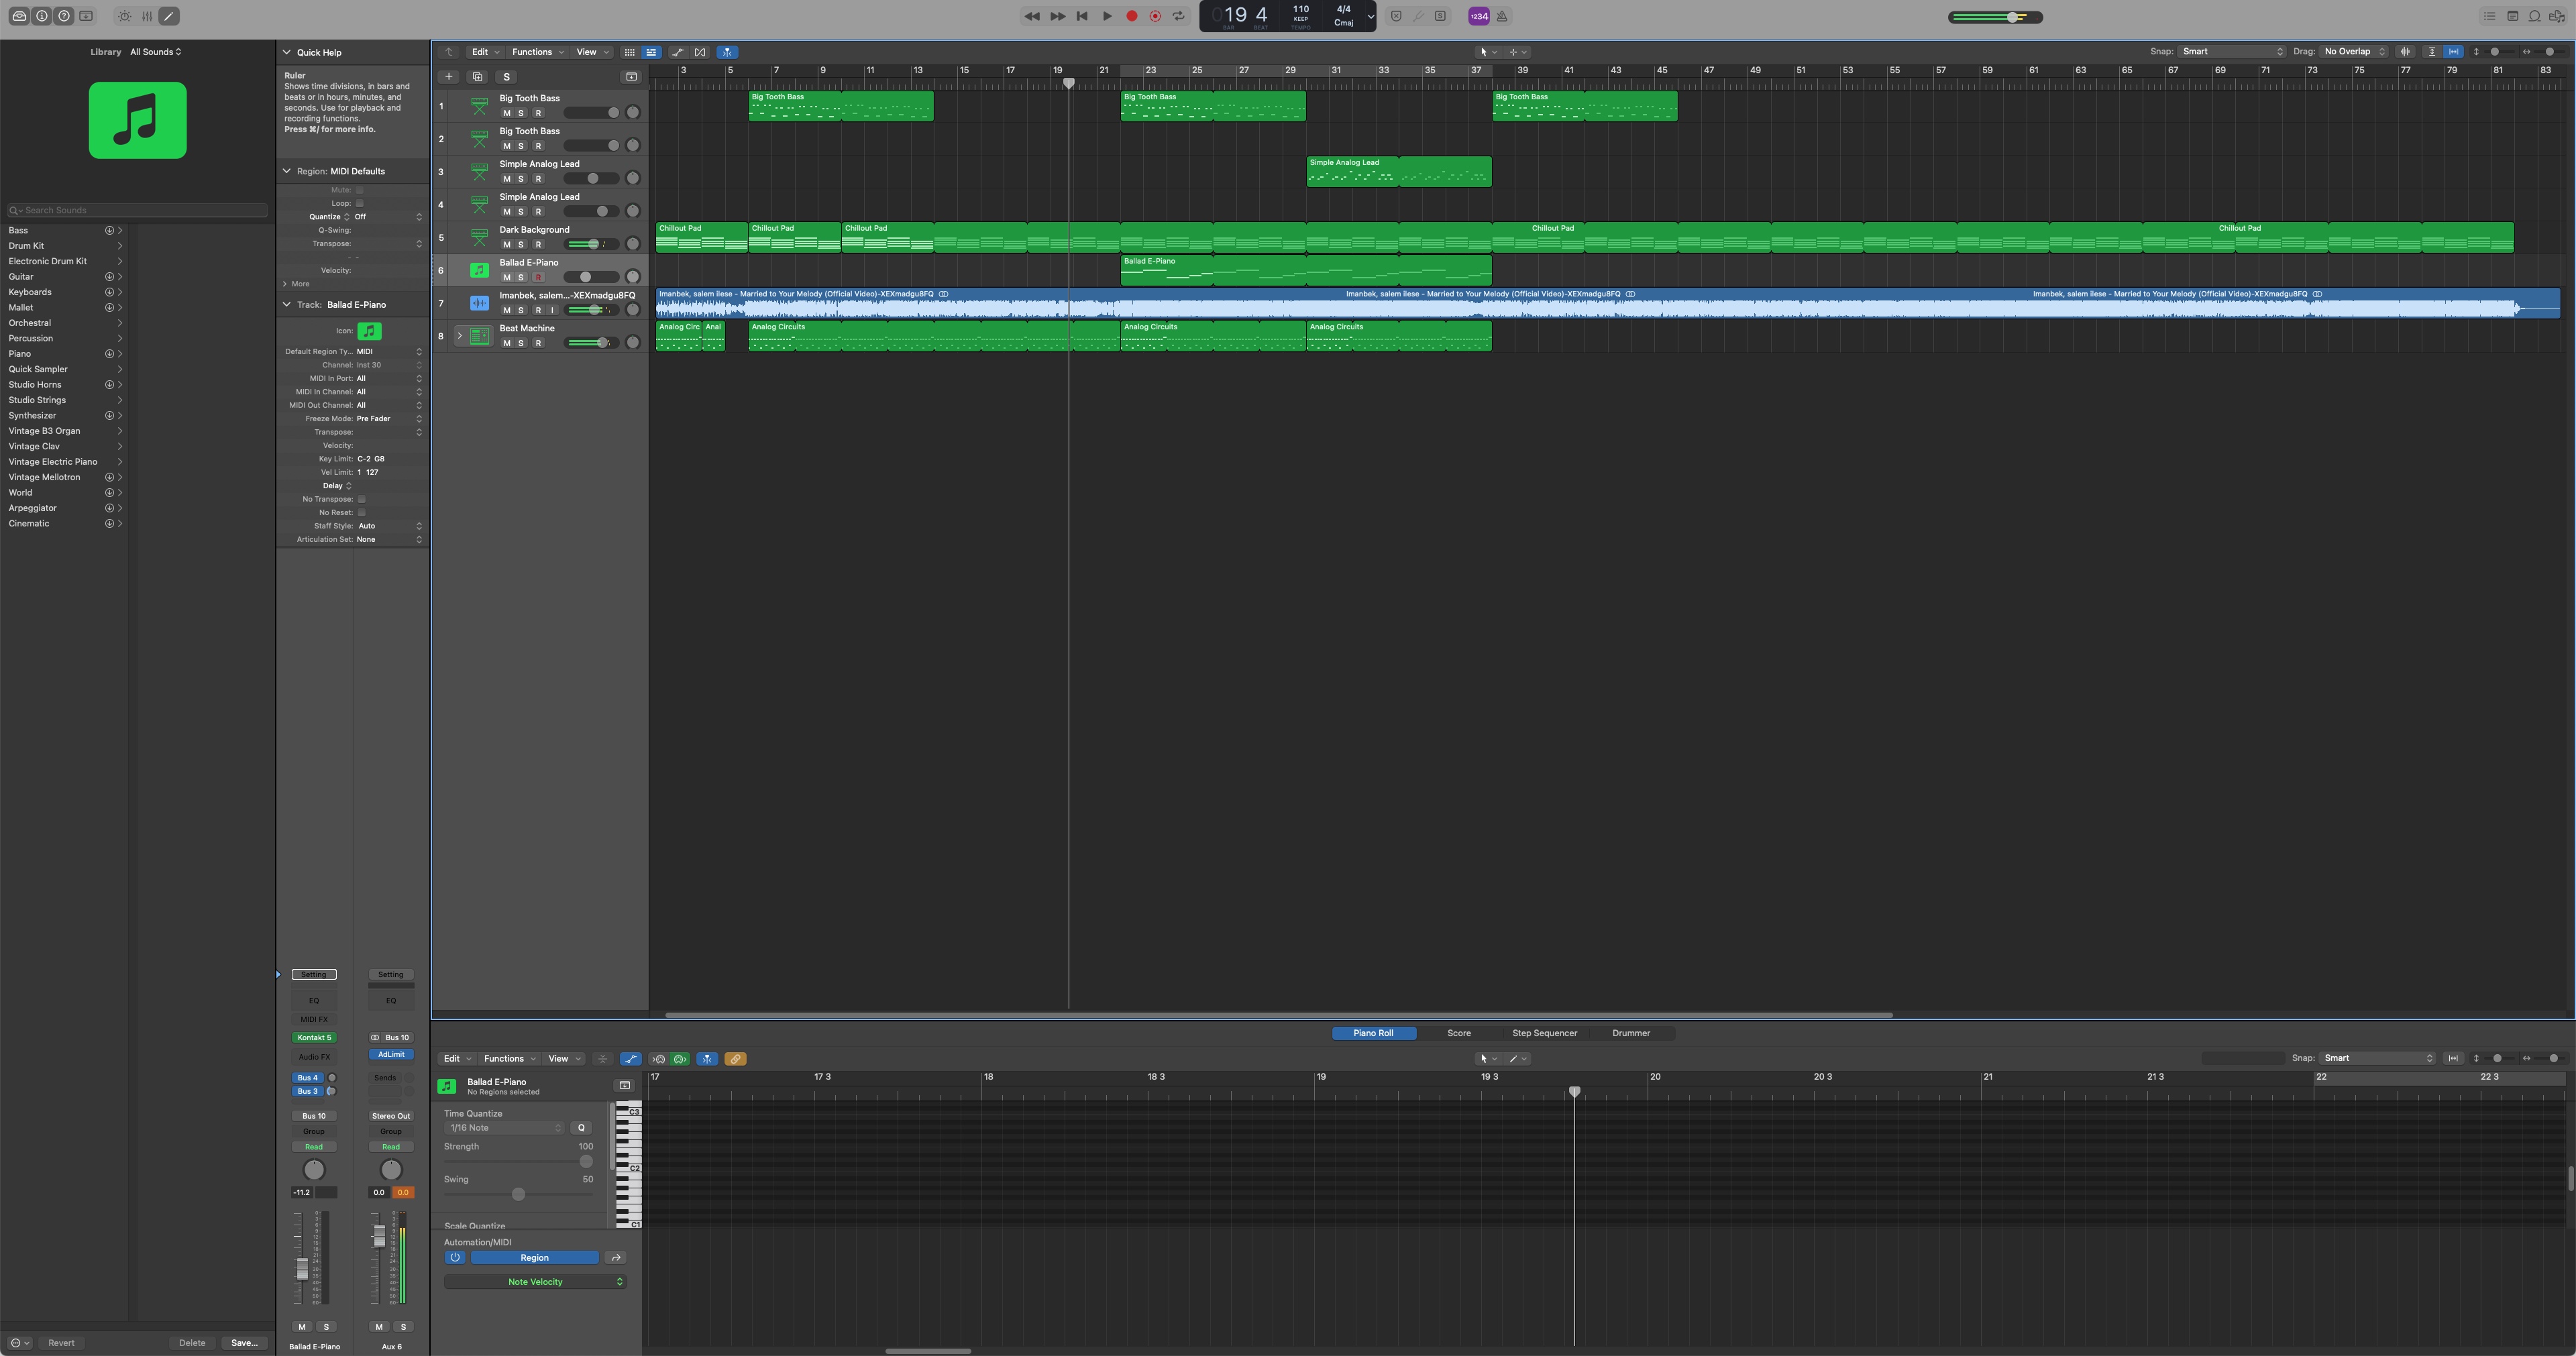 019 4
BAR
BEAT
110
KEEP
TEMPO
4/4
Cmaj
1234
Library All Sounds
Search Sounds
Bass
Drum Kit
Electronic Drum Kit
Guitar
Keyboards
Mallet
Orchestral
Percussion
Piano
Quick Sampler
Studio Horns
Studio Strings
Synthesizer
Vintage B3 Organ
Vintage Clav
Vintage Electric Piano
Vintage Mellotron
World
Arpeggiator
Cinematic
Revert
Delete
Save...
Quick Help
Ruler
Shows time divisions, in bars and
beats or in hours, minutes, and
seconds. Use for playback and
recording functions.
Press ⌘/ for more info.
Region: MIDI Defaults
Mute:
Loop:
Quantize Off
Q-Swing:
Transpose:
Velocity:
More
Track: Ballad E-Piano
Icon:
Default Region Ty... MIDI
Channel: Inst 30
MIDI In Port: All
MIDI In Channel: All
MIDI Out Channel: All
Freeze Mode: Pre Fader
Transpose:
Velocity:
Key Limit: C-2 G8
Vel Limit: 1 127
Delay
No Transpose:
No Reset:
Staff Style: Auto
Articulation Set: None
Setting Setting
EQ EQ
MIDI FX
Kontakt 5 Bus 10
Audio FX AdLimit
Bus 4 Sends
Bus 3
Bus 10 Stereo Out
Group Group
Read Read
-11.2 0.0 0.0
M S M S
Ballad E-Piano Aux 6
Edit Functions View
Snap: Smart Drag: No Overlap
S
3 5 7 9 11 13 15 17 19 21 23 25 27 29 31 33 35 37 39 41 43 45 47 49 51 53 55 57 59 61 63 65 67 69 71 73 75 77 79 81 83
1 Big Tooth Bass
M S R
Big Tooth Bass Big Tooth Bass Big Tooth Bass
2 Big Tooth Bass
M S R
3 Simple Analog Lead
M S R
Simple Analog Lead
4 Simple Analog Lead
M S R
5 Dark Background
M S R
Chillout Pad Chillout Pad Chillout Pad Chillout Pad Chillout Pad
6 Ballad E-Piano
M S R
Ballad E-Piano
7 Imanbek, salem...-XEXmadgu8FQ
M S R I
Imanbek, salem ilese - Married to Your Melody (Official Video)-XEXmadgu8FQ
Imanbek, salem ilese - Married to Your Melody (Official Video)-XEXmadgu8FQ
Imanbek, salem ilese - Married to Your Melody (Official Video)-XEXmadgu8FQ
8 Beat Machine
M S R
Analog Circ Anal Analog Circuits Analog Circuits Analog Circuits
Piano Roll Score Step Sequencer Drummer
Edit Functions View
Snap: Smart
Ballad E-Piano
No Regions selected
17 17 3 18 18 3 19 19 3 20 20 3 21 21 3 22 22 3
Time Quantize
1/16 Note Q
Strength 100
Swing 50
Scale Quantize
C3
C2
C1
Automation/MIDI
Region
Note Velocity